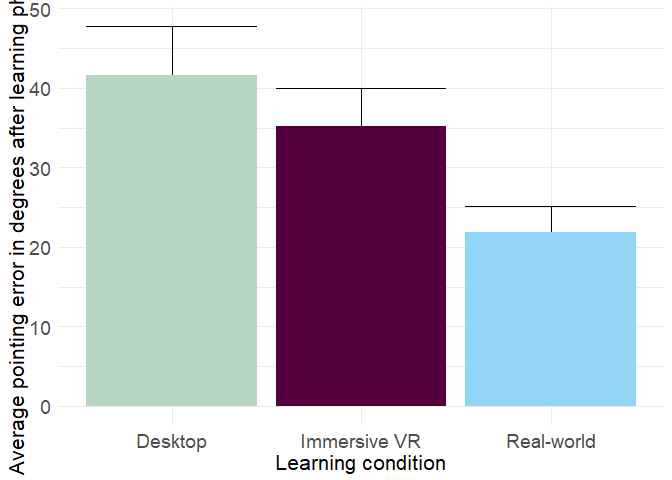 Average pointing error in degrees after learning ph
50
40
30
20
10
0
Desktop Immersive VR Real-world
Learning condition